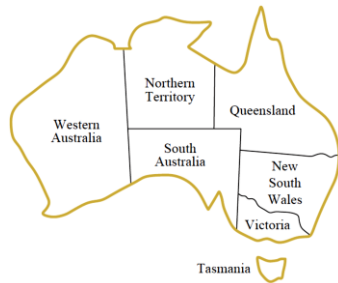 Northern
Territory
Queensland
Western
Australia
South
Australia
New
South
Wales
Victoria
Tasmania